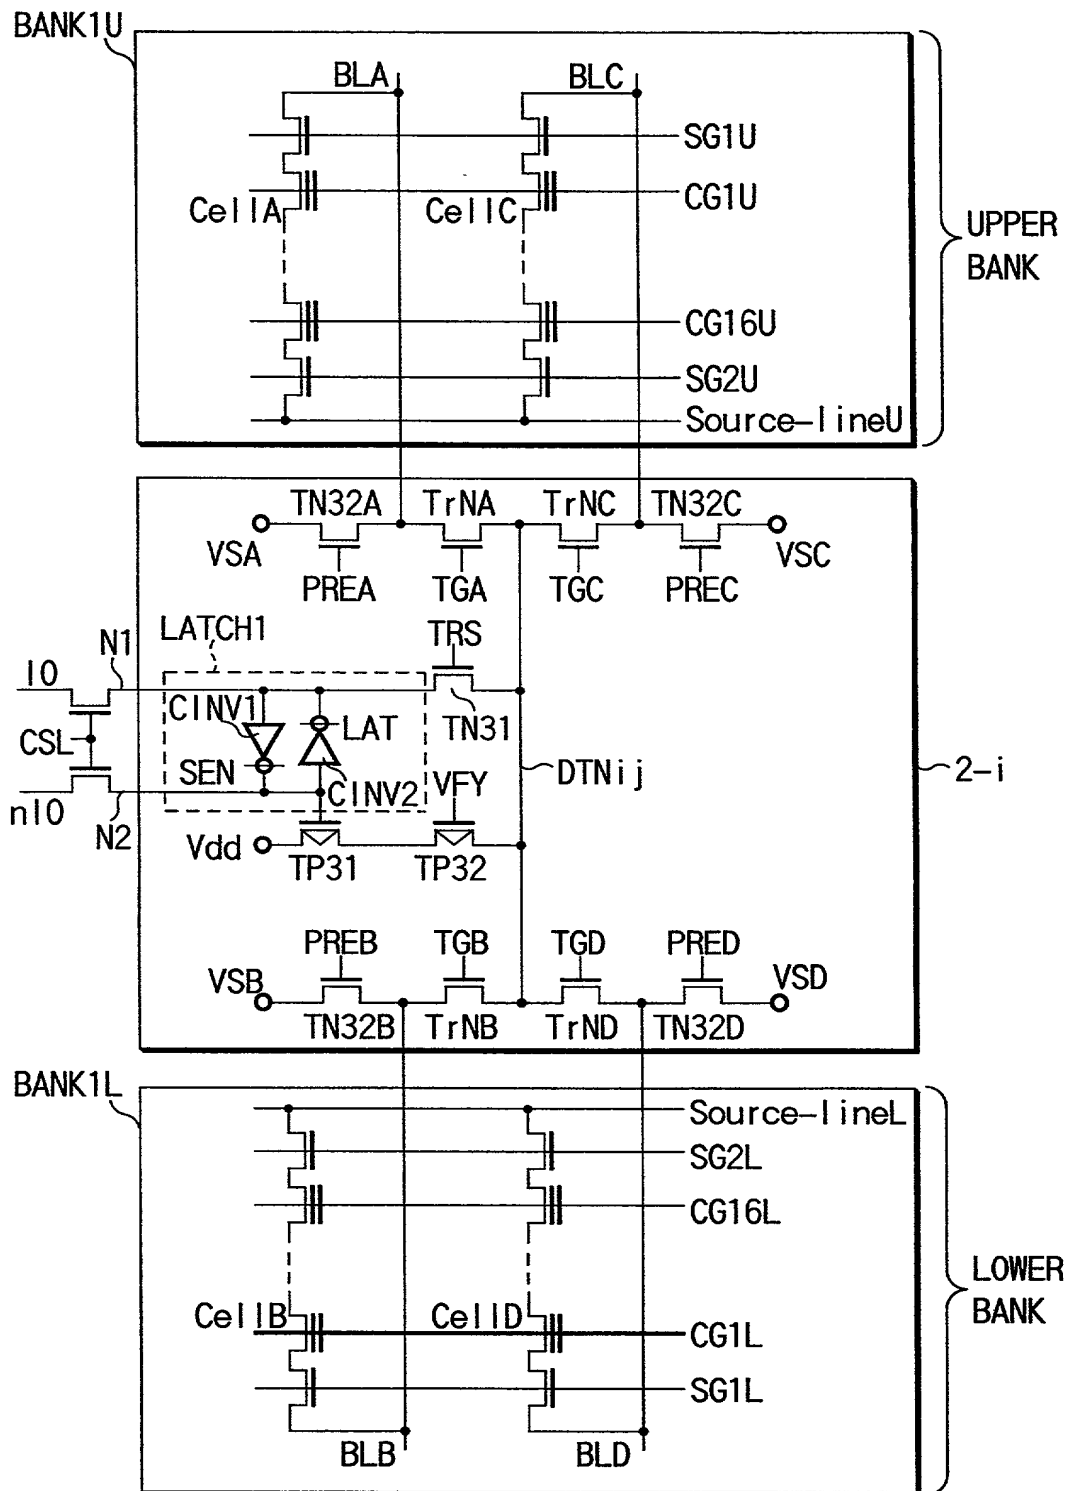 BANK1U
BLA BLC
SG1U
CG1U
CellA CellC
UPPER
BANK
CG16U
SG2U
Source-lineU
TN32A TrNA TrNC TN32C
VSA VSC
PREA TGA TGC PREC
LATCH1
N1 TRS
IO
CINV1
LAT TN31
CSL
SEN DTNij 2-i
CINV2 VFY
nIO
N2
Vdd TP31 TP32
PREB TGB TGD PRED
VSB VSD
TN32B TrNB TrND TN32D
BANK1L
Source-lineL
SG2L
CG16L
LOWER
BANK
CellB CellD
CG1L
SG1L
BLB BLD